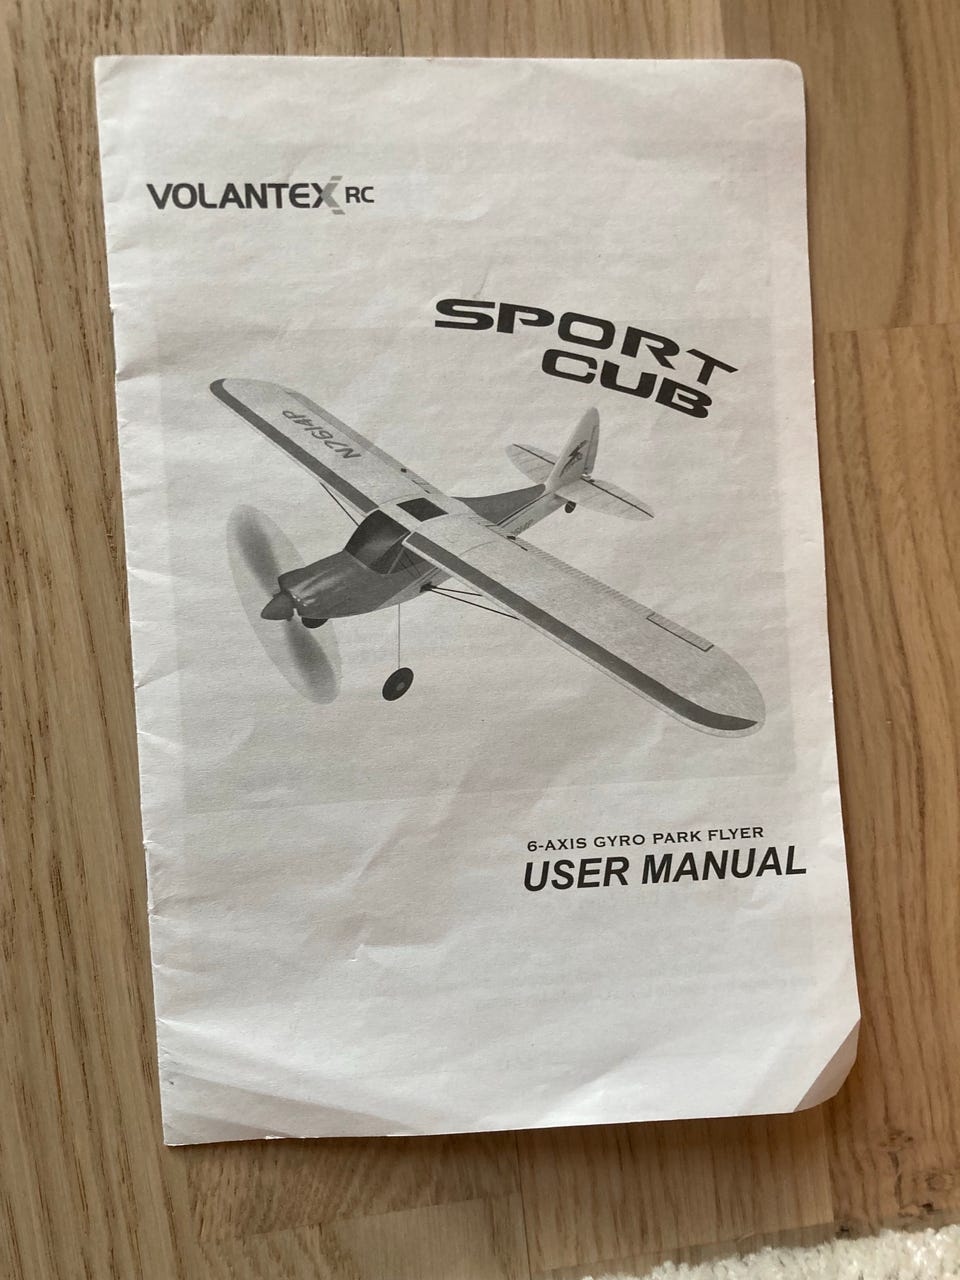 VOLANTEX RC
SPORT
CUB
N7614P
6-AXIS GYRO PARK FLYER
USER MANUAL